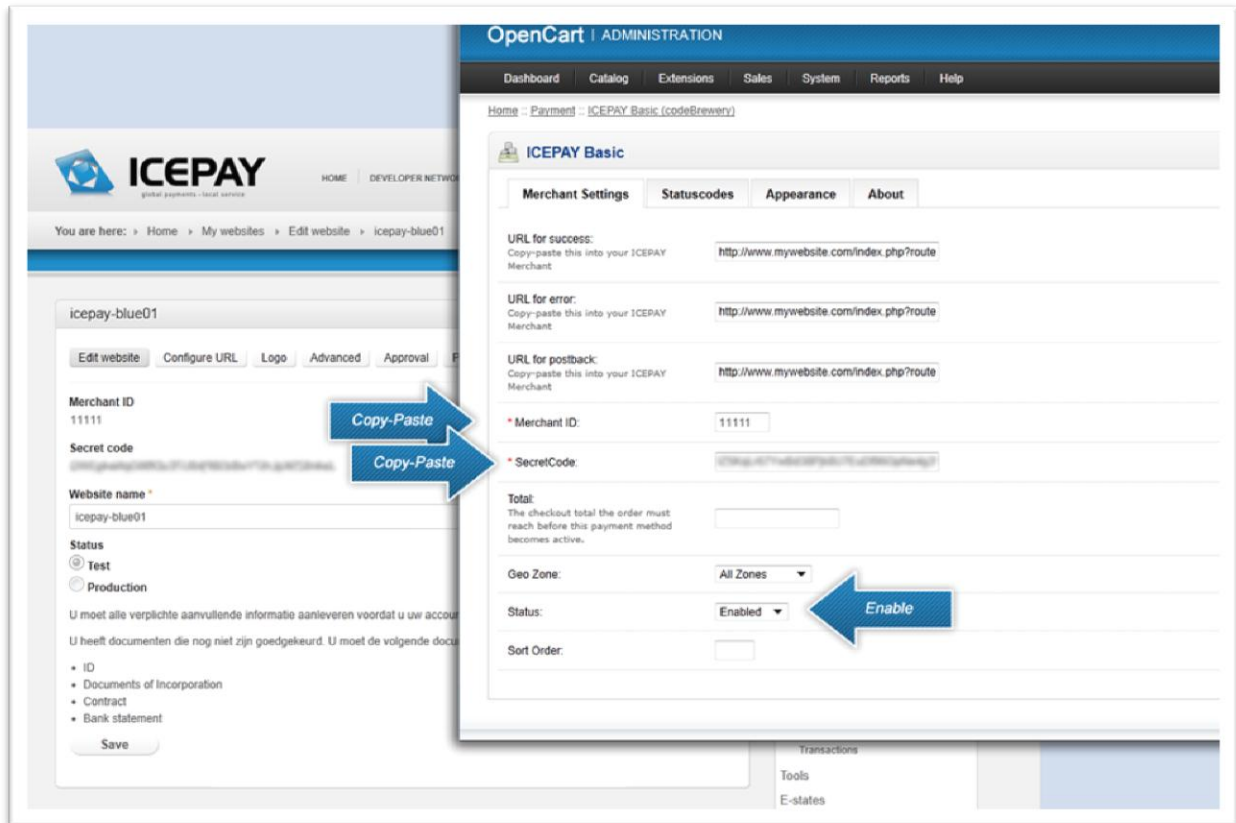 OpenCart | ADMINISTRATION
Dashboard Catalog Extensions Sales System Reports Help
Home :: Payment :: ICEPAY Basic (codeBrewery)
ICEPAY Basic
Merchant Settings Statuscodes Appearance About
URL for success:
Copy-paste this into your ICEPAY
Merchant
http://www.mywebsite.com/index.php?route
URL for error:
Copy-paste this into your ICEPAY
Merchant
http://www.mywebsite.com/index.php?route
URL for postback:
Copy-paste this into your ICEPAY
Merchant
http://www.mywebsite.com/index.php?route
Copy-Paste
* Merchant ID: 11111
Copy-Paste
* SecretCode:
Total:
The checkout total the order must
reach before this payment method
becomes active.
Geo Zone: All Zones
Status: Enabled
Enable
Sort Order:
ICEPAY
global payments - local service
HOME DEVELOPER NETWO
You are here: Home My websites Edit website icepay-blue01
icepay-blue01
Edit website Configure URL Logo Advanced Approval P
Merchant ID
11111
Secret code
Website name *
icepay-blue01
Status
Test
Production
U moet alle verplichte aanvullende informatie aanleveren voordat u uw accour
U heeft documenten die nog niet zijn goedgekeurd. U moet de volgende docu
• ID
• Documents of Incorporation
• Contract
• Bank statement
Save
Transactions
Tools
E-states